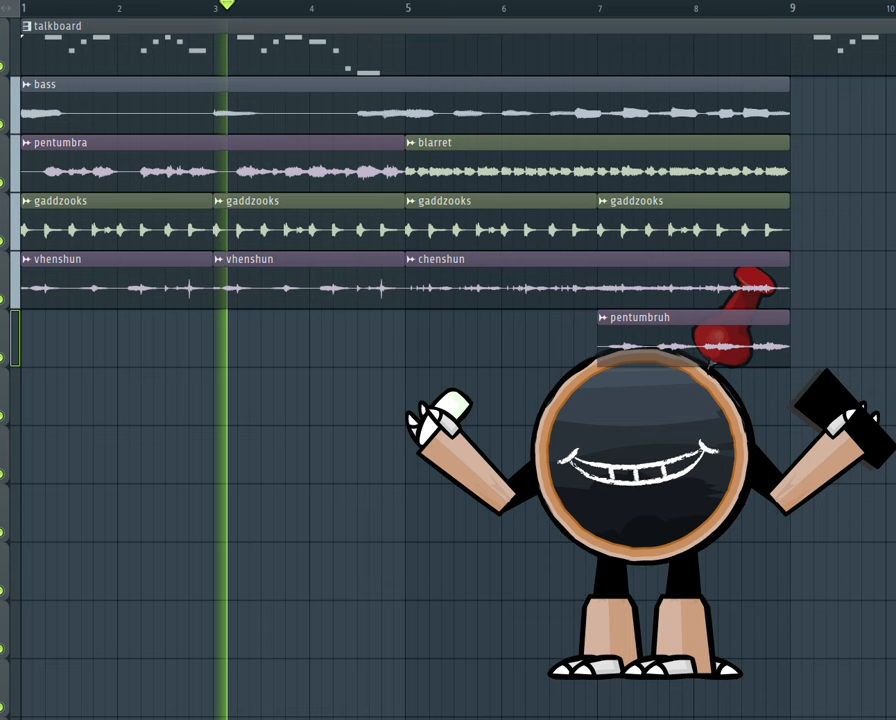 1 2 3 4 5 6 7 8 9 10
talkboard
bass
pentumbra blarret
gaddzooks gaddzooks gaddzooks gaddzooks
vhenshun vhenshun chenshun
pentumbruh